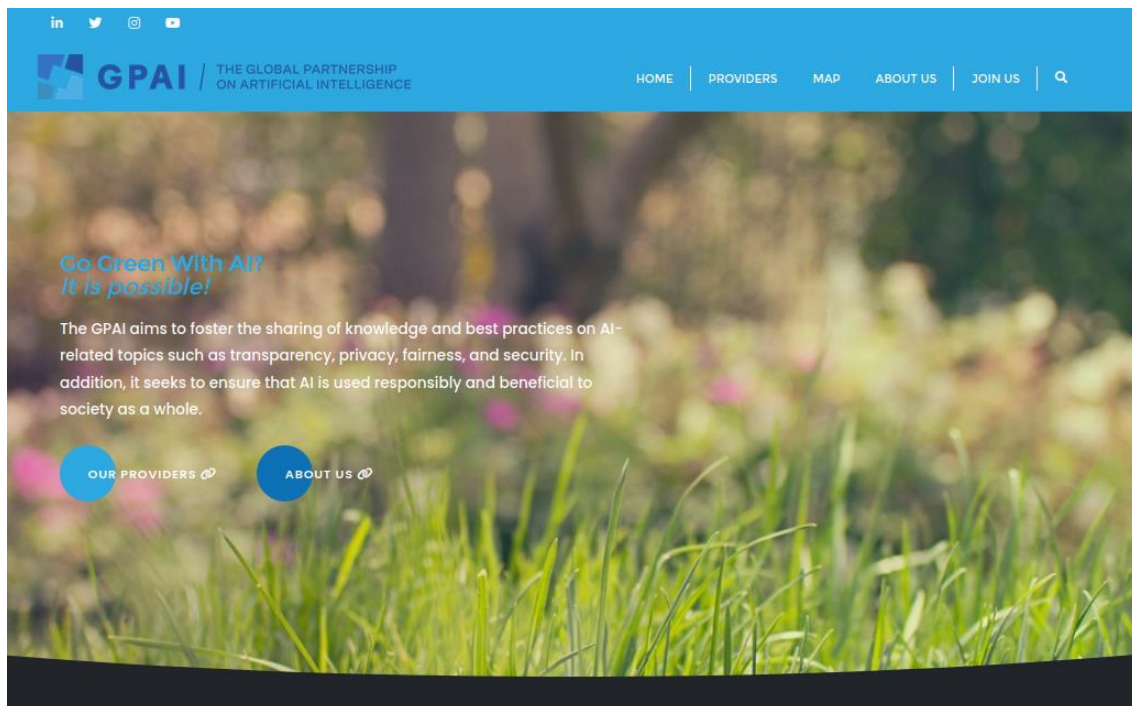 in
GPAI
THE GLOBAL PARTNERSHIP
ON ARTIFICIAL INTELLIGENCE
HOME
PROVIDERS
MAP
ABOUT US
JOIN US
Go Green With AI?
It is possible!
The GPAI aims to foster the sharing of knowledge and best practices on AI-
related topics such as transparency, privacy, fairness, and security. In
addition, it seeks to ensure that AI is used responsibly and beneficial to
society as a whole.
OUR PROVIDERS
ABOUT US